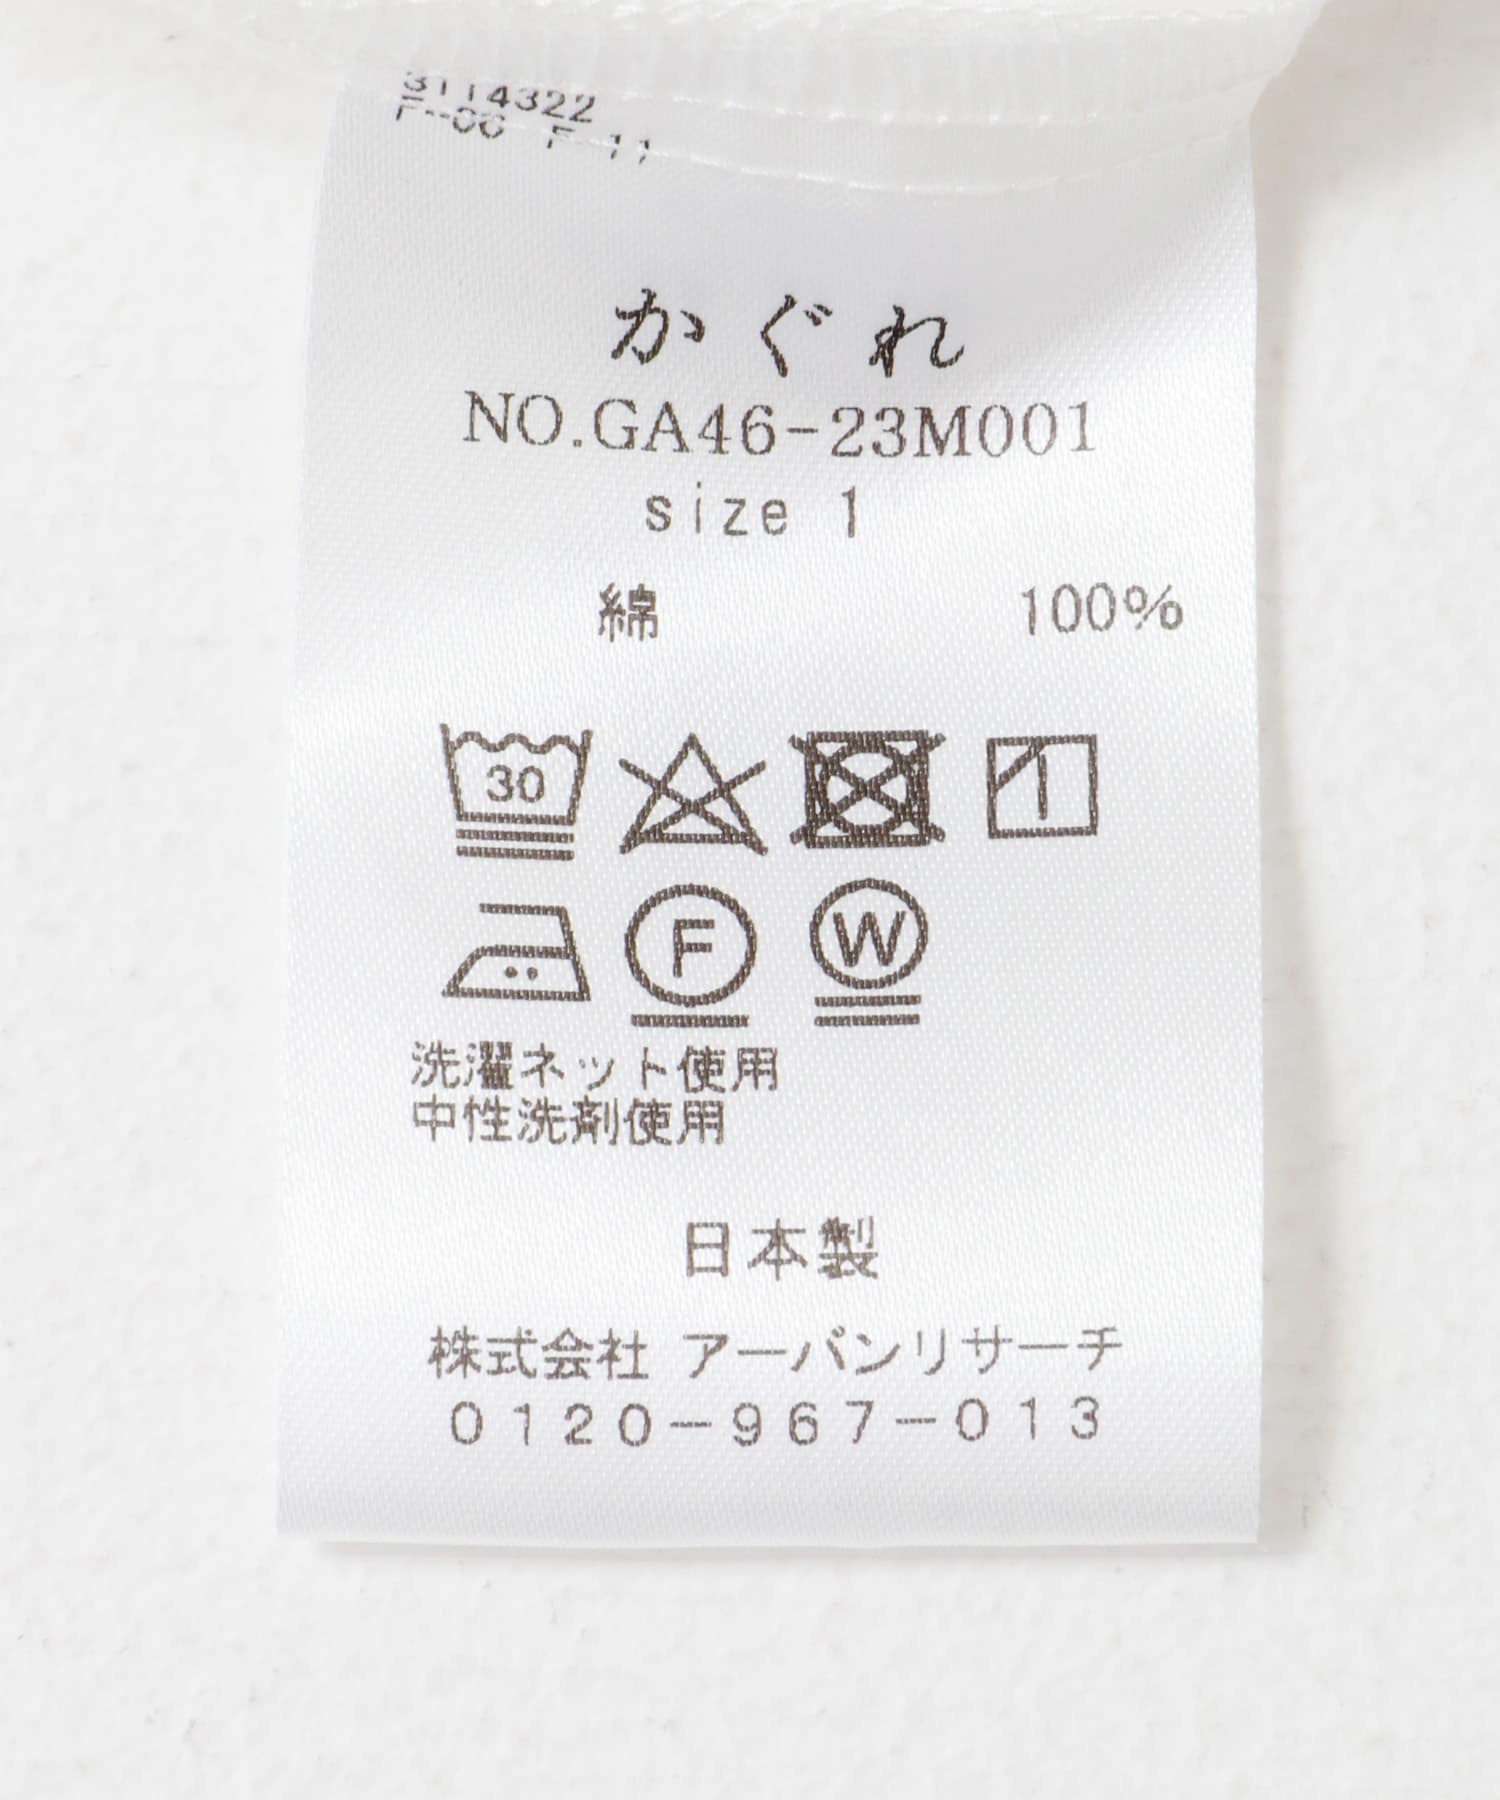 3114322
かぐれ
NO.GA46-23M001
size 1
綿 100%
30
F W
洗濯ネット使用
中性洗剤使用
日本製
株式会社 アーバンリサーチ
0120-967-013